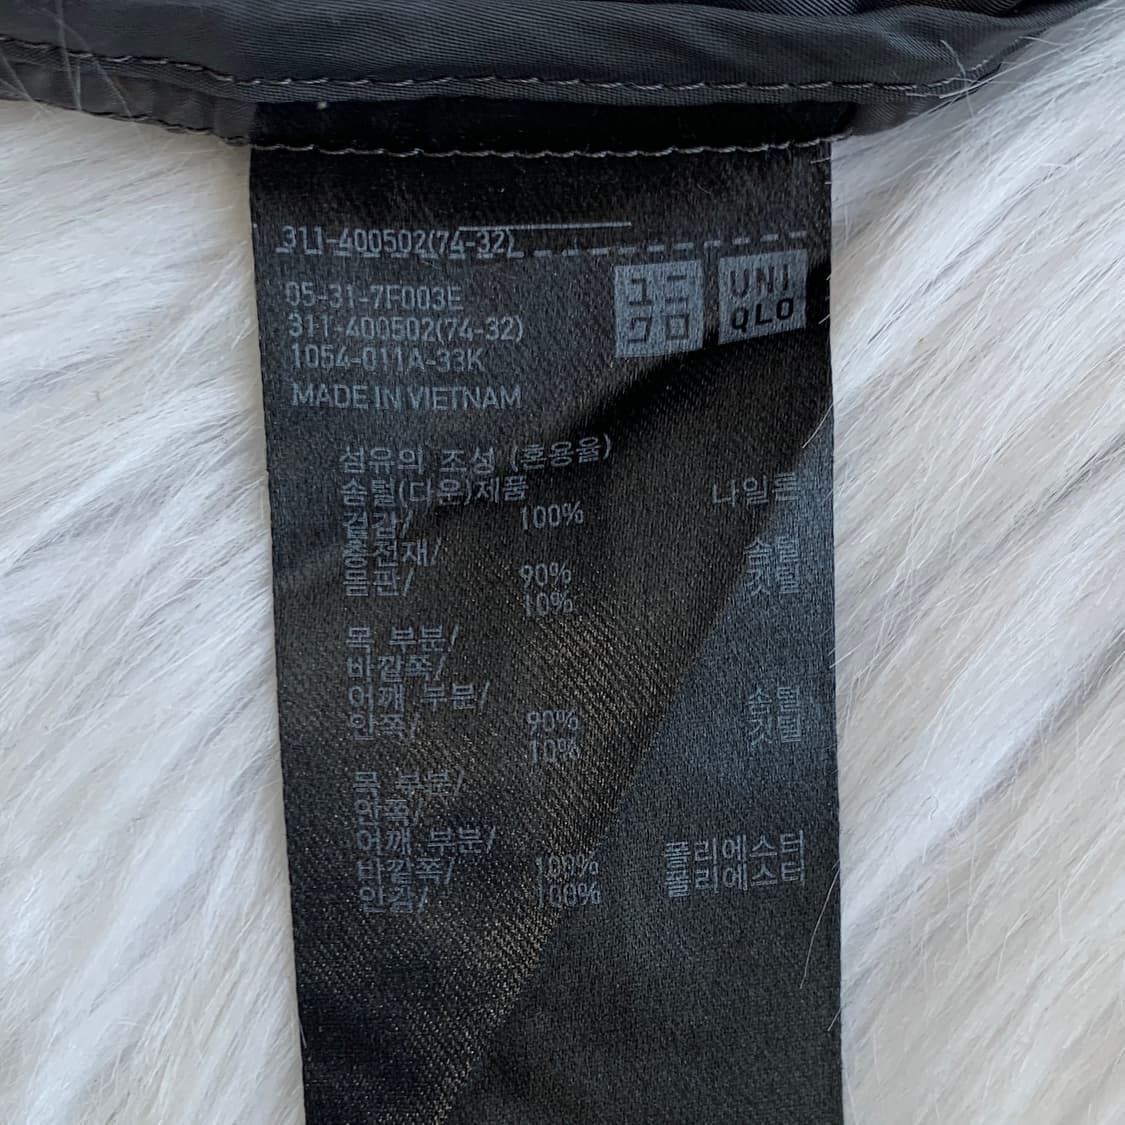 311-400502(74-32)
ユニ
クロ
UNI
QLO
05-31-7F003E
311-400502(74-32)
1054-011A-33K
MADE IN VIETNAM
섬유의 조성 (혼용율)
솜털(다운)제품
겉감/ 100% 나일론
충전재/
몸판/ 90% 솜털
10% 깃털
목 부분/
바깥쪽/
어깨 부분/
안쪽/ 90% 솜털
10% 깃털
목 부분/
안쪽/
어깨 부분/
바깥쪽/ 100% 폴리에스터
안감/ 100% 폴리에스터